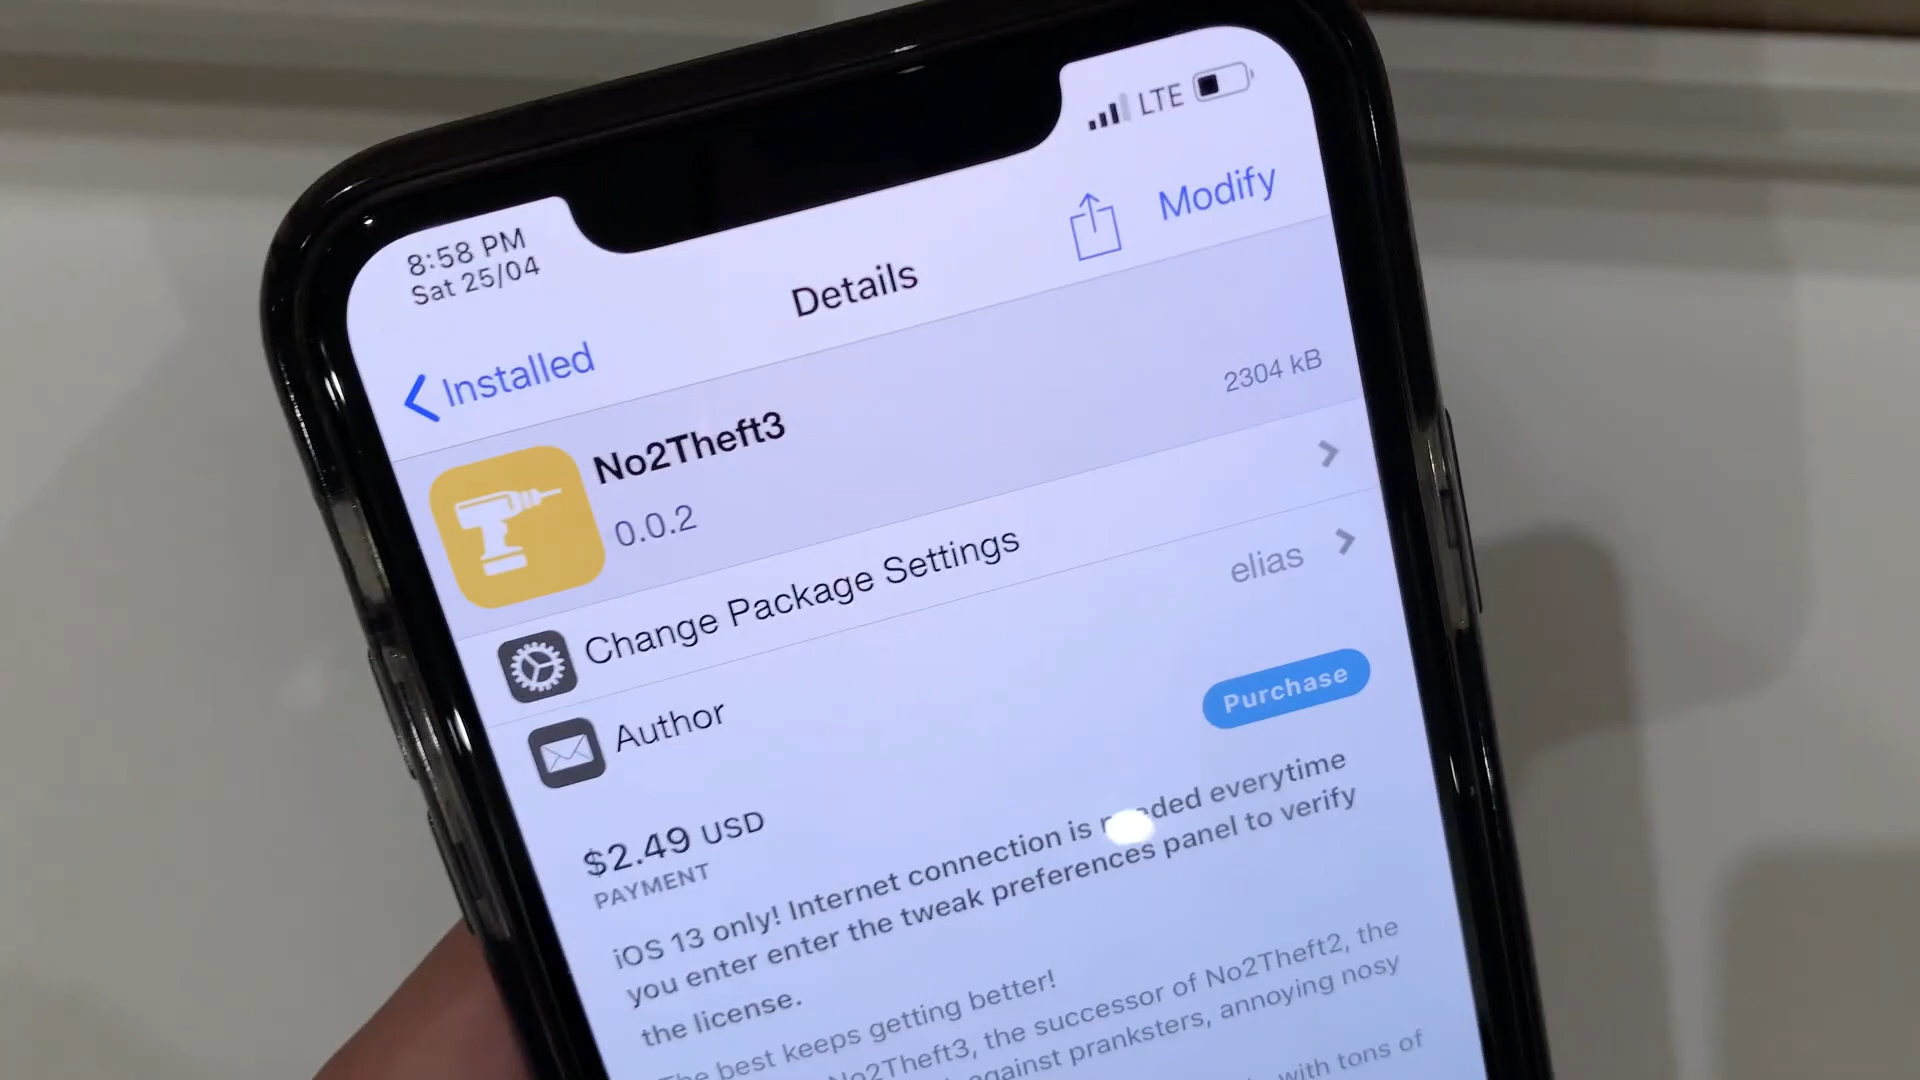 8:58 PM
Sat 25/04
LTE
Installed
Details
Modify
No2Theft3
2304 kB
0.0.2
Change Package Settings
Author
elias
$2.49 USD
PAYMENT
Purchase
iOS 13 only! Internet connection is needed everytime
you enter enter the tweak preferences panel to verify
the license.
The best keeps getting better!
No2Theft3, the successor of No2Theft2, the
against pranksters, annoying nosy
with tons of